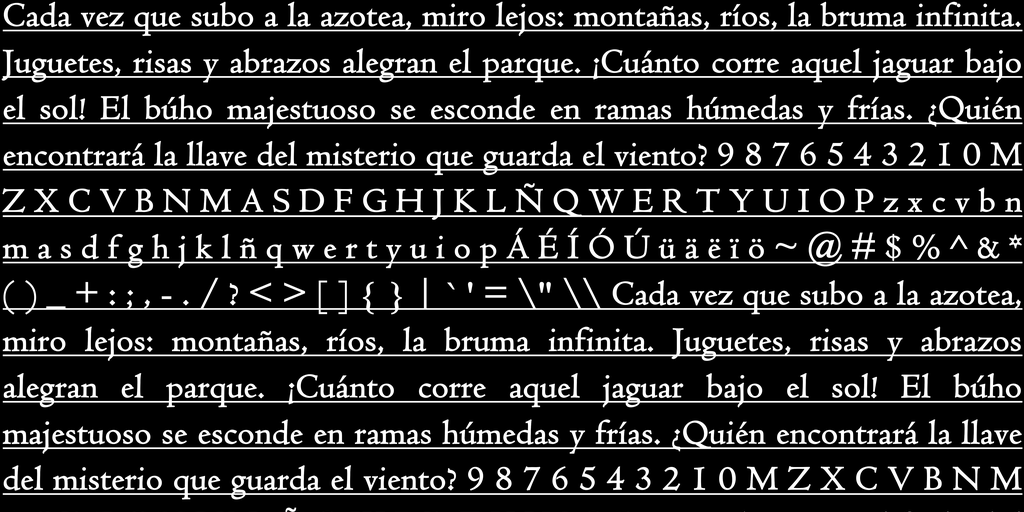 Cada vez que subo a la azotea, miro lejos: montañas, ríos, la bruma infinita.
Juguetes, risas y abrazos alegran el parque. ¡Cuánto corre aquel jaguar bajo
el sol! El búho majestuoso se esconde en ramas húmedas y frías. ¿Quién
encontrará la llave del misterio que guarda el viento? 9 8 7 6 5 4 3 2 1 0 M
Z X C V B N M A S D F G H J K L Ñ Q W E R T Y U I O P z x c v b n
m a s d f g h j k l ñ q w e r t y u i o p Á É Í Ó Ú ü ä ë ï ö ~ @ # $ % ^ & *
( ) _ + : ; , - . / ? < > [ ] { } | ` ' = \" \\ Cada vez que subo a la azotea,
miro lejos: montañas, ríos, la bruma infinita. Juguetes, risas y abrazos
alegran el parque. ¡Cuánto corre aquel jaguar bajo el sol! El búho
majestuoso se esconde en ramas húmedas y frías. ¿Quién encontrará la llave
del misterio que guarda el viento? 9 8 7 6 5 4 3 2 1 0 M Z X C V B N M